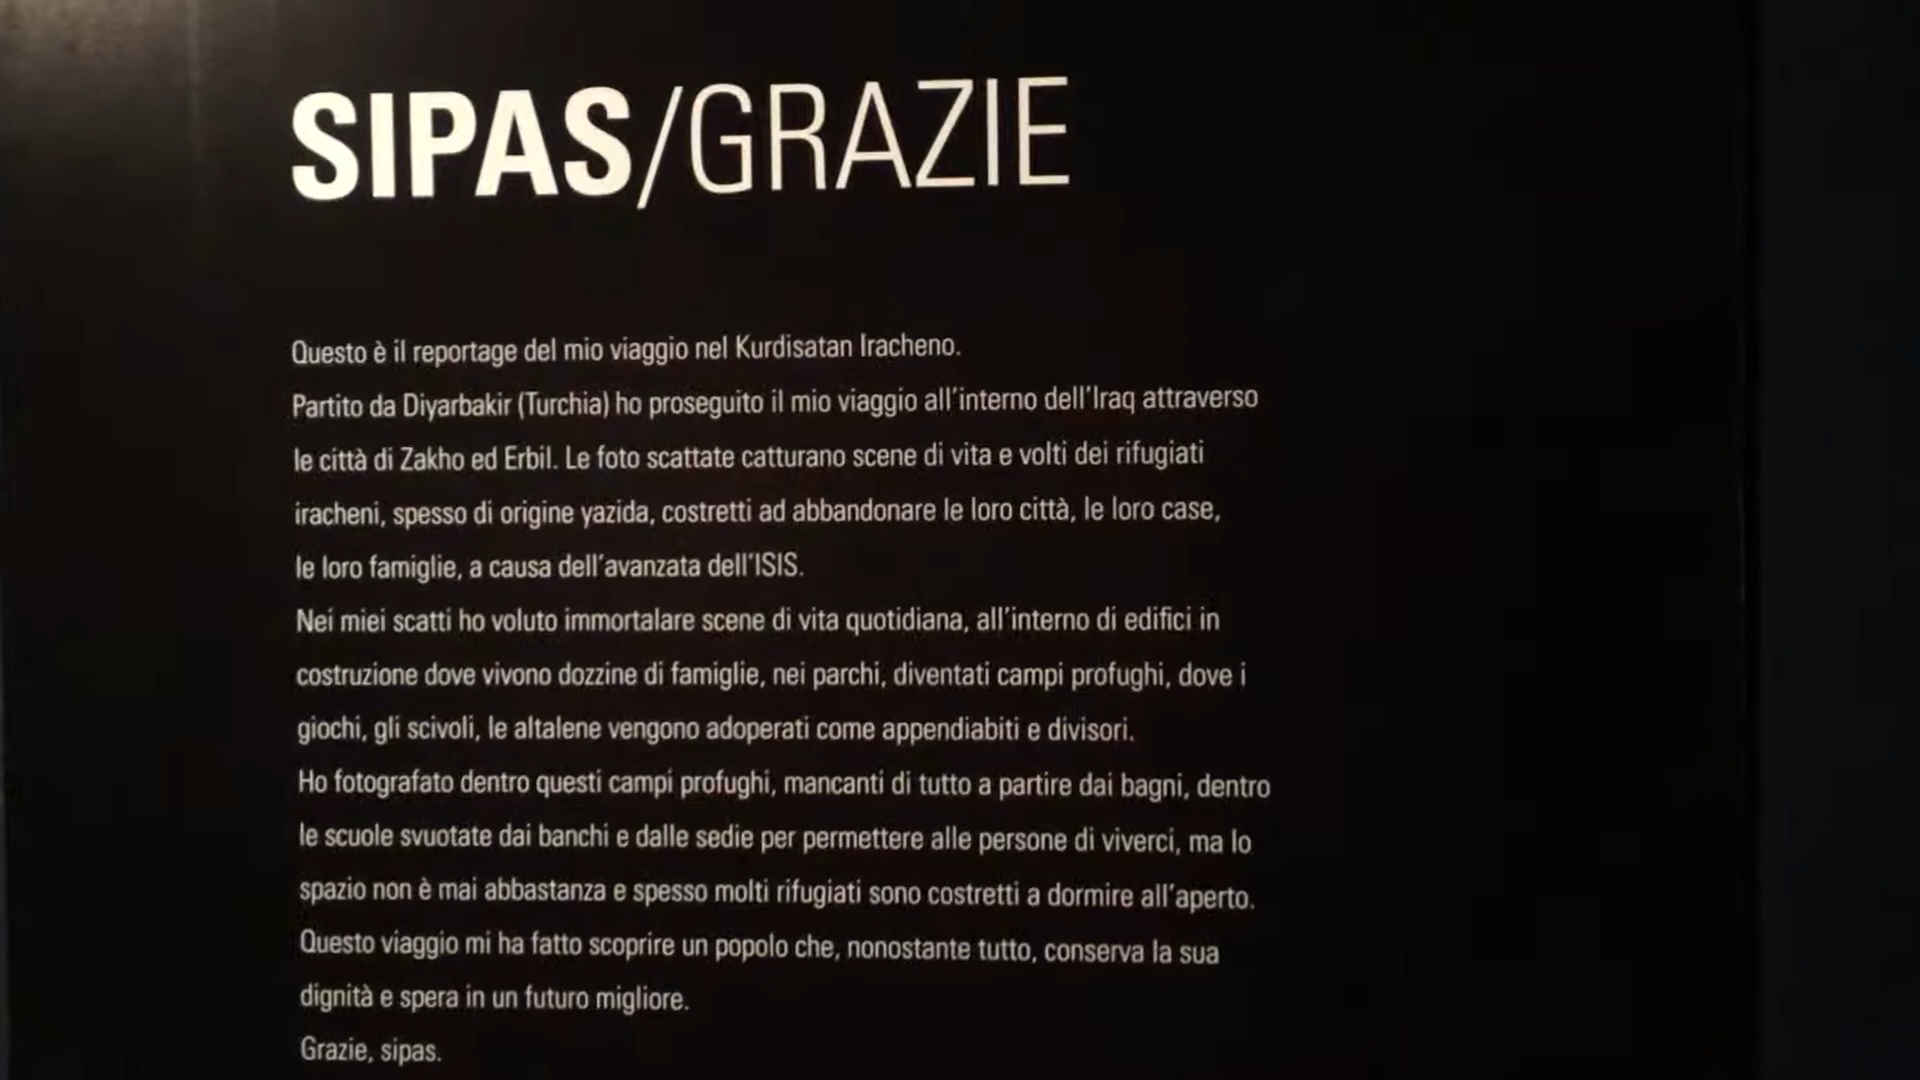 SIPAS/GRAZIE
Questo è il reportage del mio viaggio nel Kurdisatan Iracheno.
Partito da Diyarbakir (Turchia) ho proseguito il mio viaggio all'interno dell'Iraq attraverso
le città di Zakho ed Erbil. Le foto scattate catturano scene di vita e volti dei rifugiati
iracheni, spesso di origine yazida, costretti ad abbandonare le loro città, le loro case,
le loro famiglie, a causa dell'avanzata dell'ISIS.
Nei miei scatti ho voluto immortalare scene di vita quotidiana, all'interno di edifici in
costruzione dove vivono dozzine di famiglie, nei parchi, diventati campi profughi, dove i
giochi, gli scivoli, le altalene vengono adoperati come appendiabiti e divisori.
Ho fotografato dentro questi campi profughi, mancanti di tutto a partire dai bagni, dentro
le scuole svuotate dai banchi e dalle sedie per permettere alle persone di viverci, ma lo
spazio non è mai abbastanza e spesso molti rifugiati sono costretti a dormire all'aperto.
Questo viaggio mi ha fatto scoprire un popolo che, nonostante tutto, conserva la sua
dignità e spera in un futuro migliore.
Grazie, sipas.